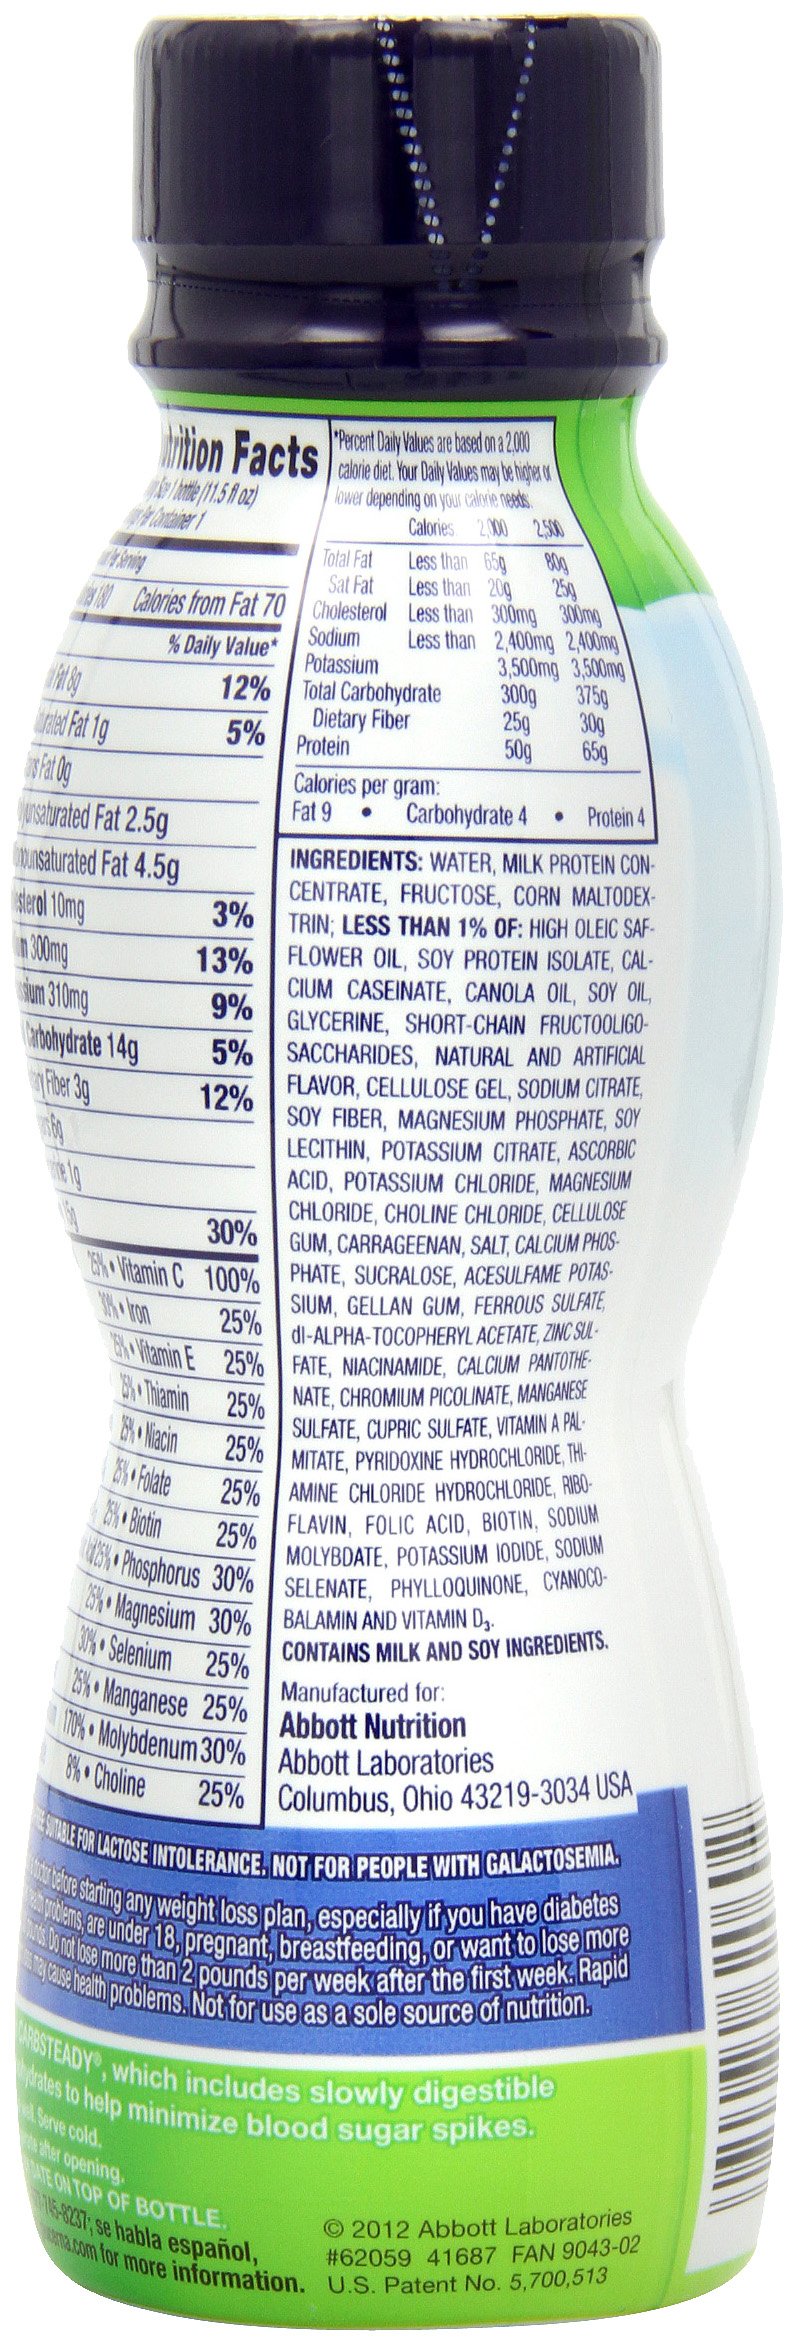 Nutrition Facts
Size 1 bottle (11.5 fl oz)
Per Container 1
Per Serving
180 Calories from Fat 70
% Daily Value*
Fat 8g 12%
Fat 1g 5%
Fat 0g
Fat 2.5g
Fat 4.5g
10mg 3%
300mg 13%
310mg 9%
Carbohydrate 14g 5%
Fiber 3g 12%
6g
1g
30%
25% • Vitamin C 100%
30% • Iron 25%
25% • Vitamin E 25%
25% • Thiamin 25%
25% • Niacin 25%
25% • Folate 25%
25% • Biotin 25%
25% • Phosphorus 30%
25% • Magnesium 30%
30% • Selenium 25%
25% • Manganese 25%
170% • Molybdenum 30%
8% • Choline 25%
*Percent Daily Values are based on a 2,000
calorie diet. Your Daily Values may be higher or
lower depending on your calorie needs:
Calories: 2,000 2,500
Total Fat Less than 65g 80g
Sat Fat Less than 20g 25g
Cholesterol Less than 300mg 300mg
Sodium Less than 2,400mg 2,400mg
Potassium 3,500mg 3,500mg
Total Carbohydrate 300g 375g
Dietary Fiber 25g 30g
Protein 50g 65g
Calories per gram:
Fat 9 • Carbohydrate 4 • Protein 4
INGREDIENTS: WATER, MILK PROTEIN CON-
CENTRATE, FRUCTOSE, CORN MALTODEX-
TRIN; LESS THAN 1% OF: HIGH OLEIC SAF-
FLOWER OIL, SOY PROTEIN ISOLATE, CAL-
CIUM CASEINATE, CANOLA OIL, SOY OIL,
GLYCERINE, SHORT-CHAIN FRUCTOOLIGO-
SACCHARIDES, NATURAL AND ARTIFICIAL
FLAVOR, CELLULOSE GEL, SODIUM CITRATE,
SOY FIBER, MAGNESIUM PHOSPHATE, SOY
LECITHIN, POTASSIUM CITRATE, ASCORBIC
ACID, POTASSIUM CHLORIDE, MAGNESIUM
CHLORIDE, CHOLINE CHLORIDE, CELLULOSE
GUM, CARRAGEENAN, SALT, CALCIUM PHOS-
PHATE, SUCRALOSE, ACESULFAME POTAS-
SIUM, GELLAN GUM, FERROUS SULFATE,
dl-ALPHA-TOCOPHERYL ACETATE, ZINC SUL-
FATE, NIACINAMIDE, CALCIUM PANTOTHE-
NATE, CHROMIUM PICOLINATE, MANGANESE
SULFATE, CUPRIC SULFATE, VITAMIN A PAL-
MITATE, PYRIDOXINE HYDROCHLORIDE, THI-
AMINE CHLORIDE HYDROCHLORIDE, RIBO-
FLAVIN, FOLIC ACID, BIOTIN, SODIUM
MOLYBDATE, POTASSIUM IODIDE, SODIUM
SELENATE, PHYLLOQUINONE, CYANOCO-
BALAMIN AND VITAMIN D3.
CONTAINS MILK AND SOY INGREDIENTS.
Manufactured for:
Abbott Nutrition
Abbott Laboratories
Columbus, Ohio 43219-3034 USA
SUITABLE FOR LACTOSE INTOLERANCE. NOT FOR PEOPLE WITH GALACTOSEMIA.
doctor before starting any weight loss plan, especially if you have diabetes
health problems, are under 18, pregnant, breastfeeding, or want to lose more
Do not lose more than 2 pounds per week after the first week. Rapid
may cause health problems. Not for use as a sole source of nutrition.
CARBSTEADY®, which includes slowly digestible
to help minimize blood sugar spikes.
Serve cold.
after opening.
DATE ON TOP OF BOTTLE.
745-8237; se habla español,
.com for more information.
© 2012 Abbott Laboratories
#62059 41687 FAN 9043-02
U.S. Patent No. 5,700,513